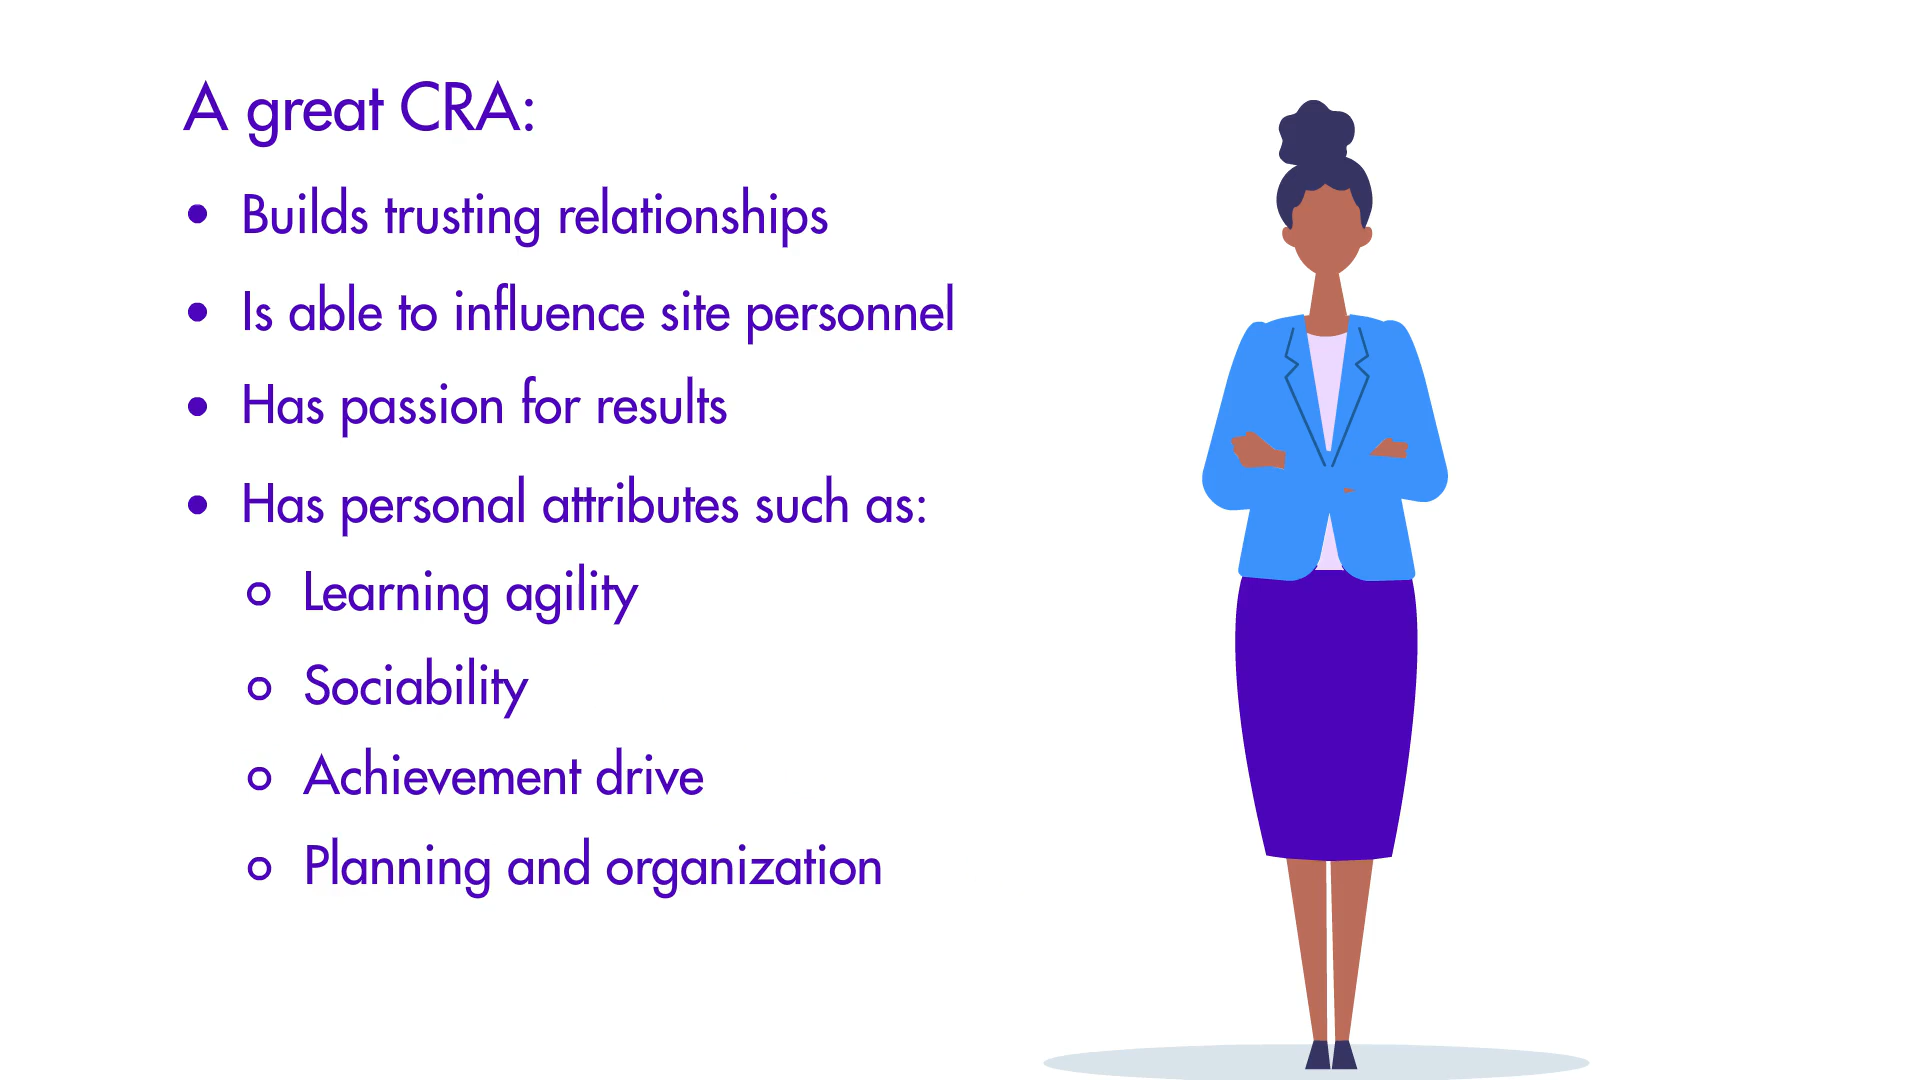 A great CRA:
• Builds trusting relationships
• Is able to influence site personnel
• Has passion for results
• Has personal attributes such as:
○ Learning agility
○ Sociability
○ Achievement drive
○ Planning and organization